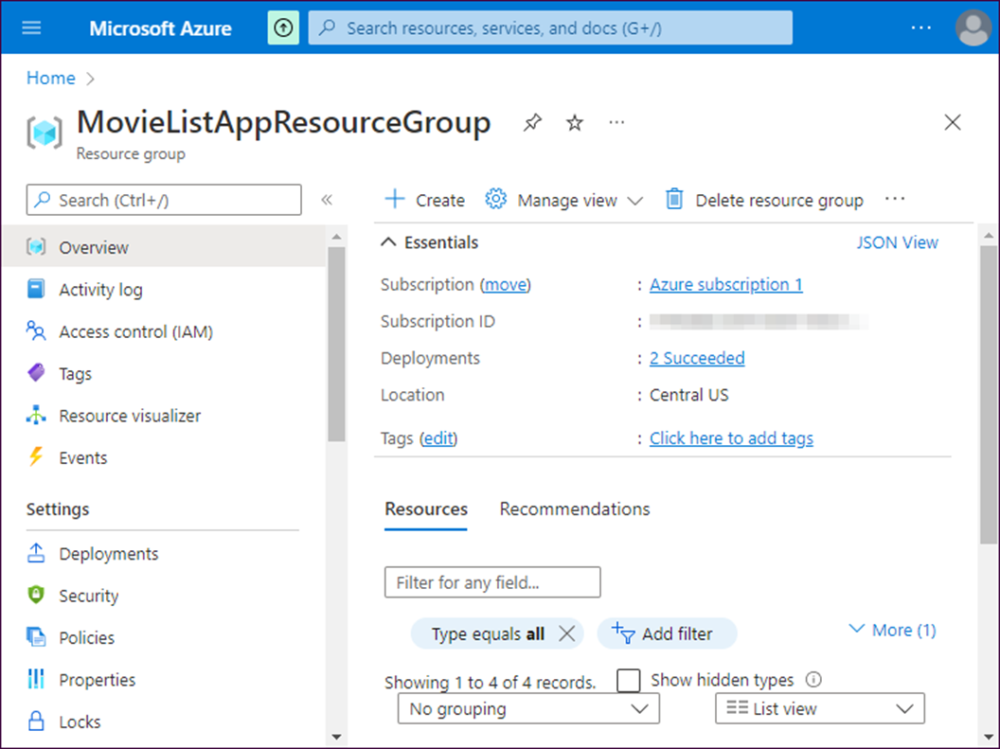 Microsoft Azure
Search resources, services, and docs (G+/)
...
Home >
MovieListAppResourceGroup
...
Resource group
Search (Ctrl+/)
«
Overview
Activity log
Access control (IAM)
Tags
Resource visualizer
Events
Settings
Deployments
Security
Policies
Properties
Locks
+ Create
Manage view
Delete resource group
...
Essentials
JSON View
Subscription (move) : Azure subscription 1
Subscription ID :
Deployments : 2 Succeeded
Location : Central US
Tags (edit) : Click here to add tags
Resources
Recommendations
Filter for any field...
Type equals all
Add filter
More (1)
Showing 1 to 4 of 4 records.
Show hidden types
No grouping
List view